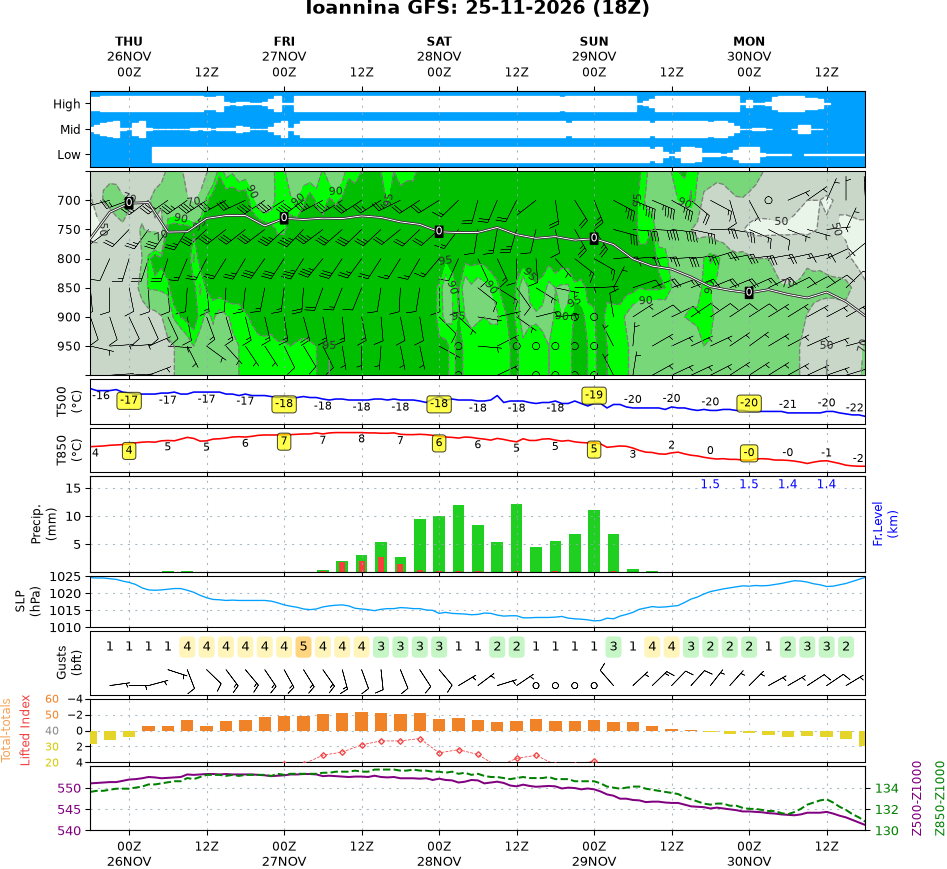 Ioannina GFS: 25-11-2026 (18Z)
THU FRI SAT SUN MON
26NOV 27NOV 28NOV 29NOV 30NOV
00Z 12Z 00Z 12Z 00Z 12Z 00Z 12Z 00Z 12Z
High
Mid
Low
700
750
800
850
900
950
T500 (°C)
-16 -17 -17 -17 -17 -18 -18 -18 -18 -18 -18 -18 -18 -19 -20 -20 -20 -20 -21 -20 -22
T850 (°C)
4 4 5 5 6 7 7 8 7 6 6 5 5 5 3 2 0 -0 -0 -1 -2
Precip. (mm)
15
10
5
1.5 1.5 1.4 1.4
Fr.Level (km)
SLP (hPa)
1025
1020
1015
1010
Gusts (bft)
1 1 1 1 4 4 4 4 4 4 5 4 4 4 3 3 3 3 1 1 2 2 1 1 1 1 3 1 4 4 3 2 2 2 1 2 3 3 2
Total-totals
Lifted Index
60 −4
50 −2
40 0
30 2
20 4
550
545
540
134
132
130
Z500-Z1000
Z850-Z1000
00Z 12Z 00Z 12Z 00Z 12Z 00Z 12Z 00Z 12Z
26NOV 27NOV 28NOV 29NOV 30NOV